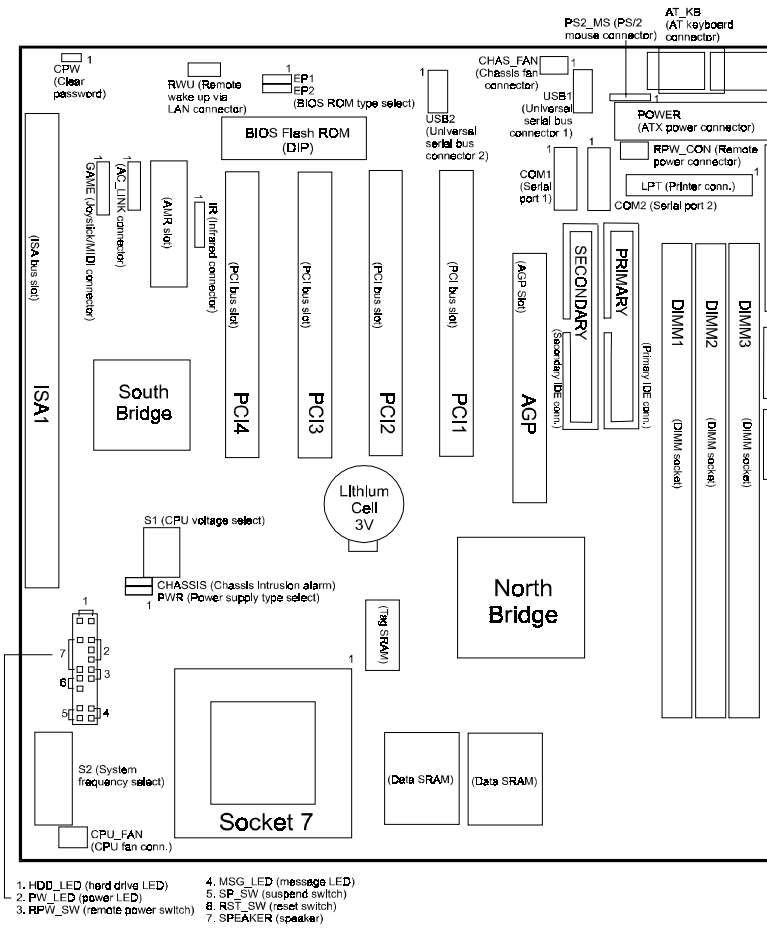 AT_KB
(AT keyboard
connector)
PS2_MS (PS/2
mouse connector)
1
CPW
(Clear
password)
RWU (Remote
wake up via
LAN connector)
1
EP1
EP2
(BIOS ROM type select)
1
USB2
(Universal
serial bus
connector 2)
CHAS_FAN
(Chassis fan
connector)
1
USB1
(Universal
serial bus
connector 1)
1
POWER
(ATX power connector)
RPW_CON (Remote
power connector)
LPT (Printer conn.)
1
COM1
(Serial
port 1)
1
COM2 (Serial port 2)
BIOS Flash ROM
(DIP)
ISA1
(ISA bus slot)
1
GAME (Joystick/MIDI connector)
1
(AC_LINK connector)
(AMR slot)
1
IR (Infrared connector)
PCI4
(PCI bus slot)
PCI3
(PCI bus slot)
PCI2
(PCI bus slot)
PCI1
(PCI bus slot)
AGP
(AGP Slot)
SECONDARY
(Secondary IDE conn.)
PRIMARY
(Primary IDE conn.)
DIMM1
(DIMM socket)
DIMM2
(DIMM socket)
DIMM3
(DIMM socket)
South
Bridge
Lithium
Cell
3V
S1 (CPU voltage select)
CHASSIS (Chassis Intrusion alarm)
PWR (Power supply type select)
1
North
Bridge
(Tag SRAM)
1
7
2
3
6
5
4
1
Socket 7
S2 (System
frequency select)
CPU_FAN
(CPU fan conn.)
(Data SRAM)
(Data SRAM)
1. HDD_LED (hard drive LED)
2. PW_LED (power LED)
3. RPW_SW (remote power switch)
4. MSG_LED (message LED)
5. SP_SW (suspend switch)
6. RST_SW (reset switch)
7. SPEAKER (speaker)